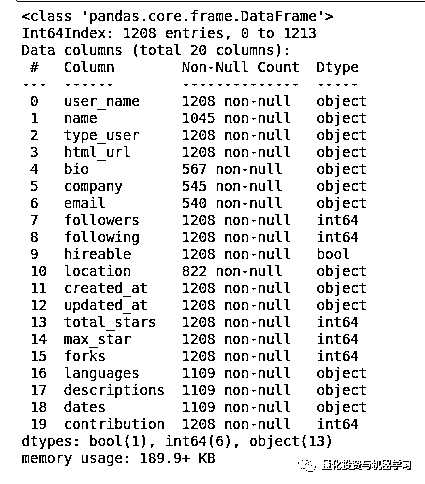 <class 'pandas.core.frame.DataFrame'>
Int64Index: 1208 entries, 0 to 1213
Data columns (total 20 columns):
 #   Column        Non-Null Count  Dtype
---  ------        --------------  -----
 0   user_name     1208 non-null   object
 1   name          1045 non-null   object
 2   type_user     1208 non-null   object
 3   html_url      1208 non-null   object
 4   bio           567 non-null    object
 5   company       545 non-null    object
 6   email         540 non-null    object
 7   followers     1208 non-null   int64
 8   following     1208 non-null   int64
 9   hireable      1208 non-null   bool
 10  location      822 non-null    object
 11  created_at    1208 non-null   object
 12  updated_at    1208 non-null   object
 13  total_stars   1208 non-null   int64
 14  max_star      1208 non-null   int64
 15  forks         1208 non-null   int64
 16  languages     1109 non-null   object
 17  descriptions  1109 non-null   object
 18  dates         1109 non-null   object
 19  contribution  1208 non-null   int64
dtypes: bool(1), int64(6), object(13)
memory usage: 189.9+ KB
量化投资与机器学习